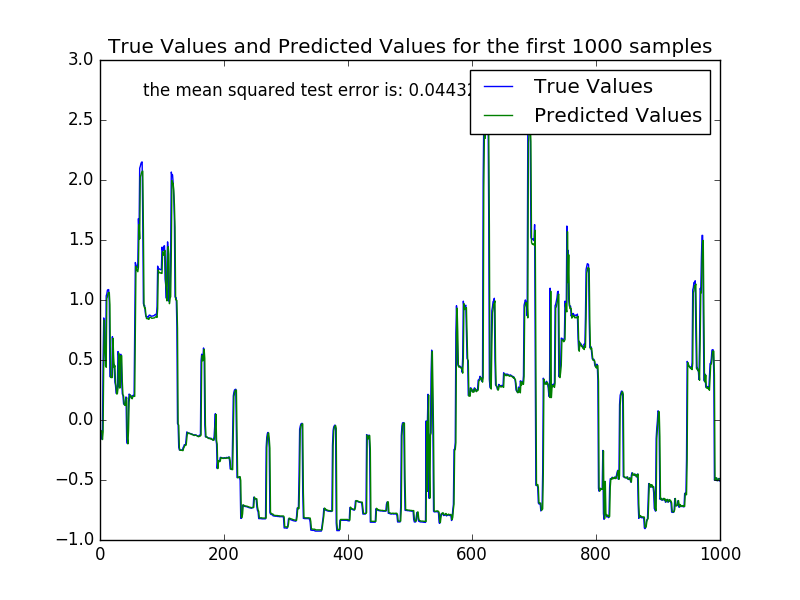 True Values and Predicted Values for the first 1000 samples
the mean squared test error is: 0.0443
True Values
Predicted Values
3.0
2.5
2.0
1.5
1.0
0.5
0.0
−0.5
−1.0
0 200 400 600 800 1000